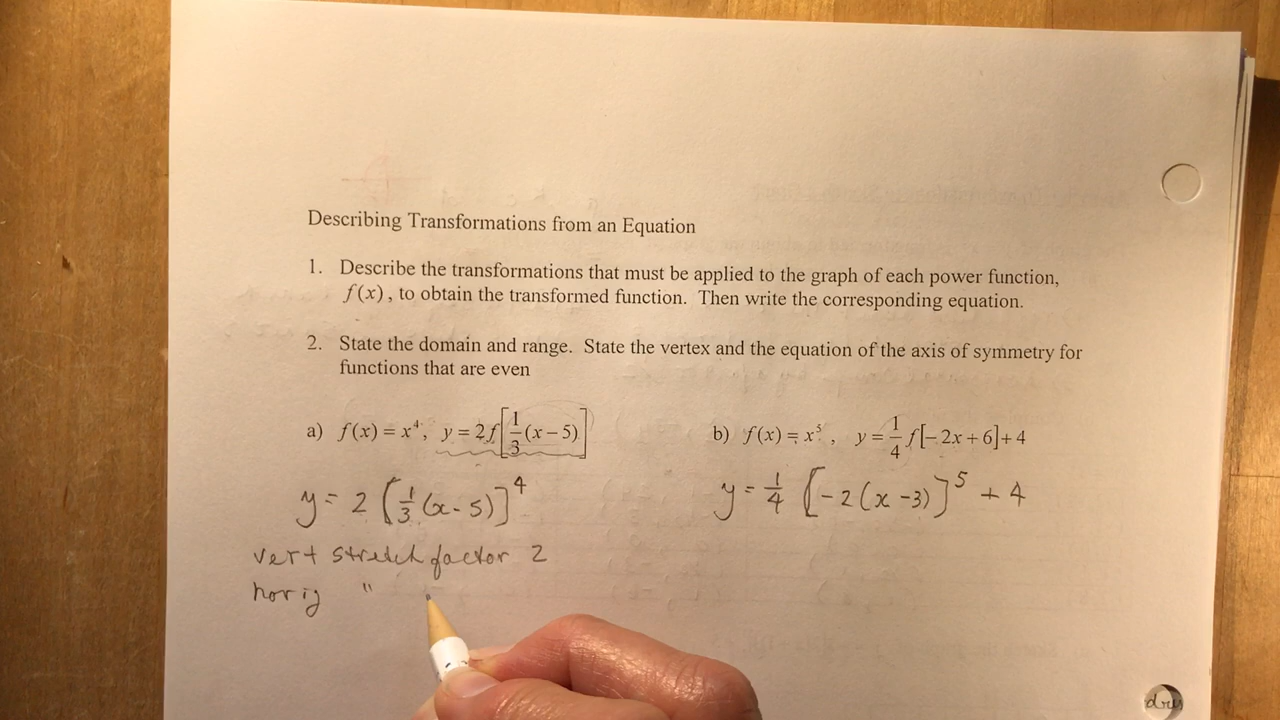 Describing Transformations from an Equation
1. Describe the transformations that must be applied to the graph of each power function,
f(x), to obtain the transformed function. Then write the corresponding equation.
2. State the domain and range. State the vertex and the equation of the axis of symmetry for
functions that are even
a) f(x) = x⁴, y = 2f[1/3(x – 5)]
b) f(x) = x⁵, y = 1/4 f[– 2x + 6] + 4
y = 2 [1/3 (x - 5)]⁴
y = 1/4 [-2(x - 3)]⁵ + 4
vert stretch factor 2
horiz "